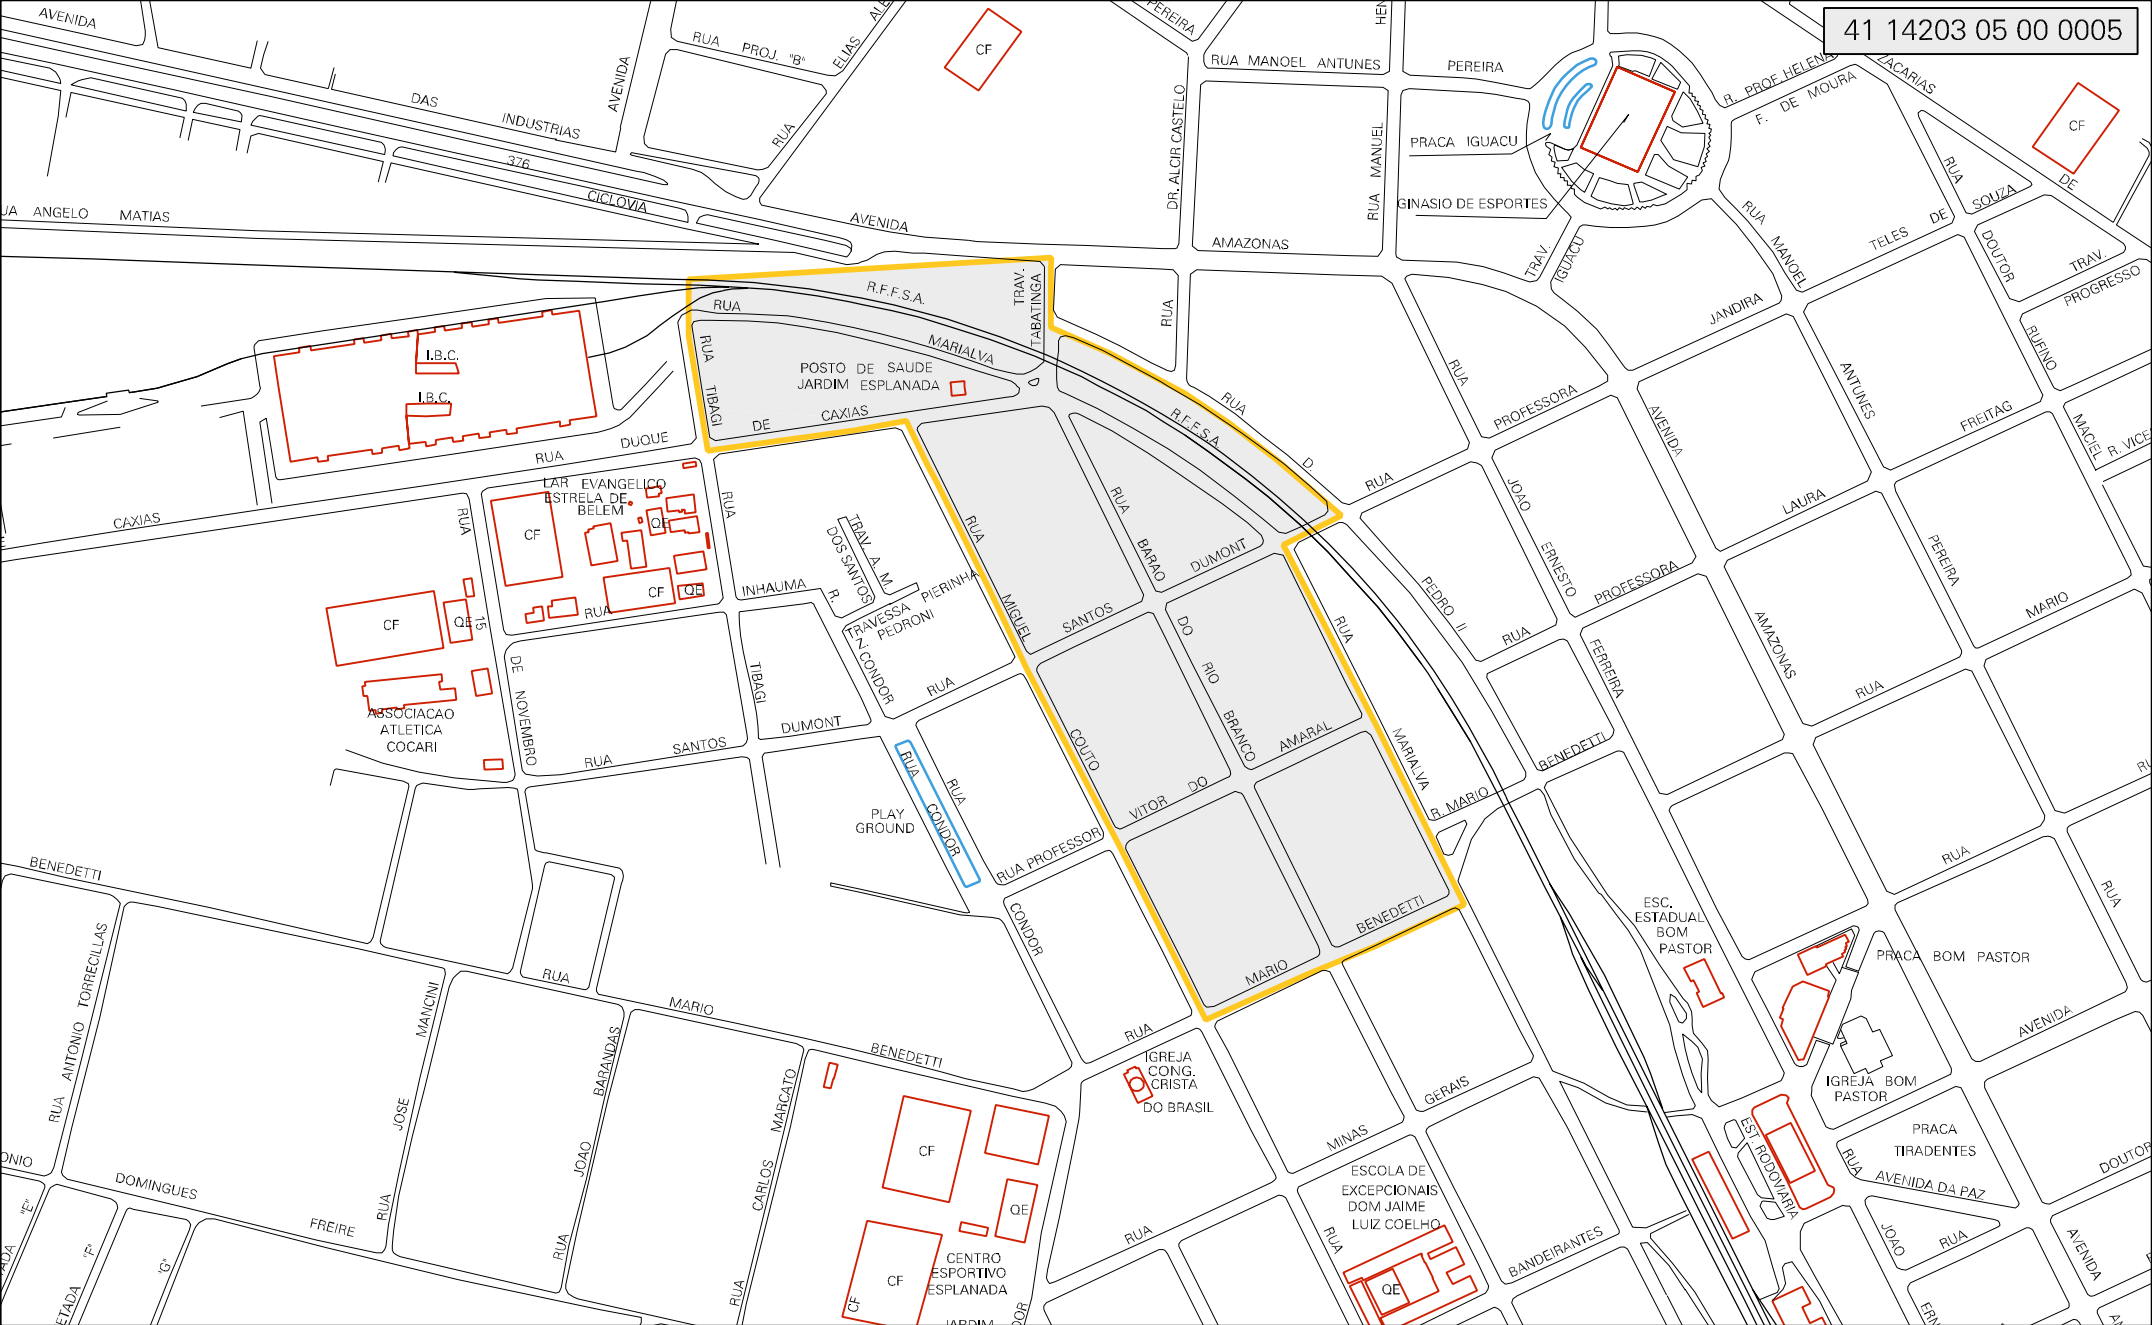 41 14203 05 00 0005
AVENIDA
RUA PROJ. "B"
ELIAS
AVENIDA
RUA
DAS
INDUSTRIAS
376
CICLOVIA
AVENIDA
CF
PEREIRA
RUA MANOEL ANTUNES
PEREIRA
DR. ALCIR CASTELO
RUA
RUA MANUEL
AMAZONAS
PRACA IGUACU
GINASIO DE ESPORTES
TRAV.
IGUACU
R. PROF. HELENA
F. DE MOURA
ZACARIAS
DE
CF
RUA
SOUZA
DE
TELES
RUA
MANOEL
JANDIRA
DOUTOR
TRAV.
PROGRESSO
RUFINO
MACIEL
FREITAG
ANTUNES
AVENIDA
LAURA
PROFESSORA
RUA
RUA
JOAO
ERNESTO
PROFESSORA
PEREIRA
MARIO
AMAZONAS
RUA
RUA
RUA
FERREIRA
RUA
BENEDETTI
PEDRO II
RUA
D.
R.F.F.S.A
R. MARIO
RUA
MARIALVA
ANGELO MATIAS
R.F.F.S.A.
TRAV.
TABATINGA
RUA
MARIALVA
POSTO DE SAUDE
JARDIM ESPLANADA
RUA
TIBAGI
DE
CAXIAS
I.B.C.
I.B.C.
DUQUE
RUA
CAXIAS
LAR EVANGELICO
ESTRELA DE
BELEM
CF
QE
CF
QE
RUA
RUA
TIBAGI
INHAUMA
R.
Z. CONDOR
TRAV. A. M.
DOS SANTOS
TRAVESSA PIERINHA
PEDRONI
RUA
RUA
15
DE
NOVEMBRO
CF
QE
ASSOCIACAO
ATLETICA
COCARI
RUA
SANTOS
DUMONT
RUA
MIGUEL
COUTO
RUA
BARAO
DO
RIO
BRANCO
SANTOS
DUMONT
VITOR DO
AMARAL
MARIO
BENEDETTI
PLAY
GROUND
RUA
CONDOR
RUA
RUA PROFESSOR
CONDOR
BENEDETTI
RUA
MARIO
BENEDETTI
RUA
RUA ANTONIO TORRECILLAS
RUA
JOSE
MANCINI
RUA
JOAO
BARANDAS
RUA
CARLOS
MARCATO
DOMINGUES
FREIRE
"E"
"F"
"G"
IGREJA
CONG.
CRISTA
DO BRASIL
CF
QE
CF
CF
CENTRO
ESPORTIVO
ESPLANADA
JARDIM
RUA
MINAS
GERAIS
ESCOLA DE
EXCEPCIONAIS
DOM JAIME
LUIZ COELHO
RUA
QE
BANDEIRANTES
ESC.
ESTADUAL
BOM
PASTOR
PRACA BOM PASTOR
IGREJA BOM
PASTOR
AVENIDA
EST. RODOVIARIA
PRACA
TIRADENTES
RUA
AVENIDA DA PAZ
DOUTOR
JOAO
RUA
AVENIDA